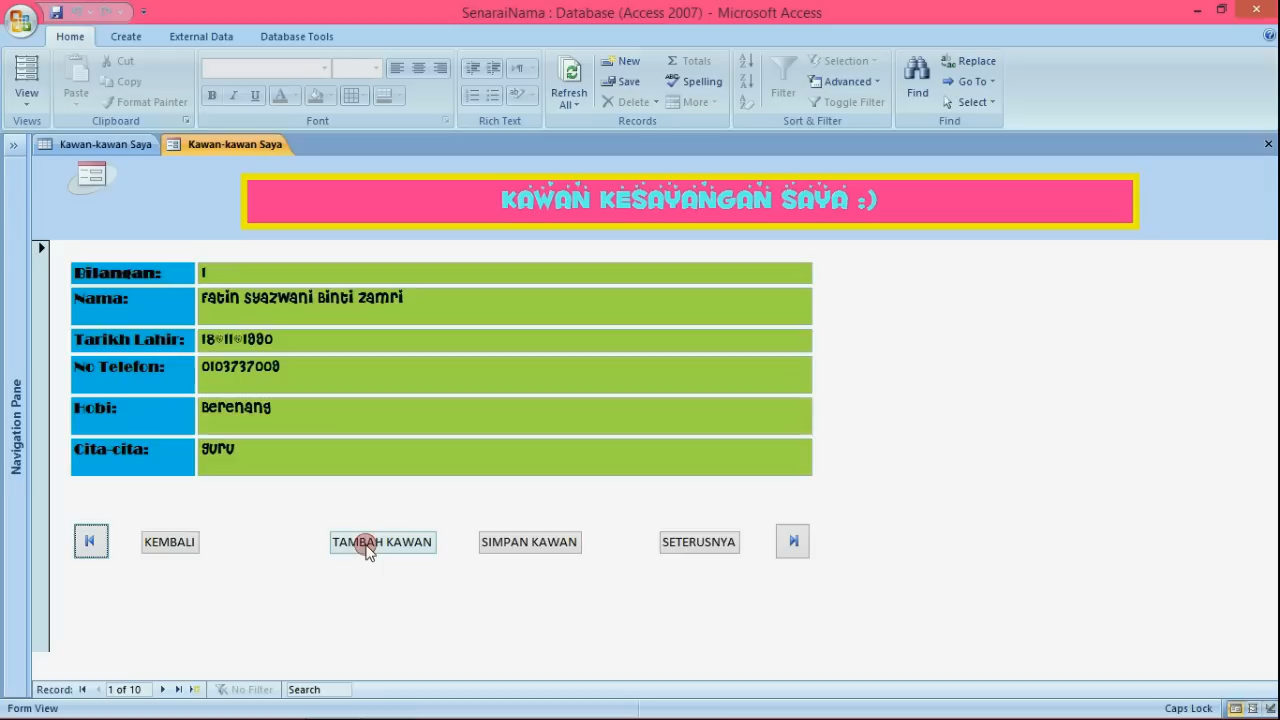 SenaraiNama : Database (Access 2007) - Microsoft Access
Home Create External Data Database Tools
View
Views
Paste
Cut
Copy
Format Painter
Clipboard
B I U A
Font
Rich Text
Refresh All
New
Save
Delete
Totals
Spelling
More
Records
Filter
Selection
Advanced
Toggle Filter
Sort & Filter
Find
Replace
Go To
Select
Find
Kawan-kawan Saya Kawan-kawan Saya
Navigation Pane
KAWAN KESAYANGAN SAYA :)
Bilangan: 1
Nama: Fatin Syazwani Binti Zamri
Tarikh Lahir: 18-11-1990
No Telefon: 0103737009
Hobi: Berenang
Cita-cita: guru
KEMBALI TAMBAH KAWAN SIMPAN KAWAN SETERUSNYA
Record: 1 of 10 No Filter Search
Form View Caps Lock